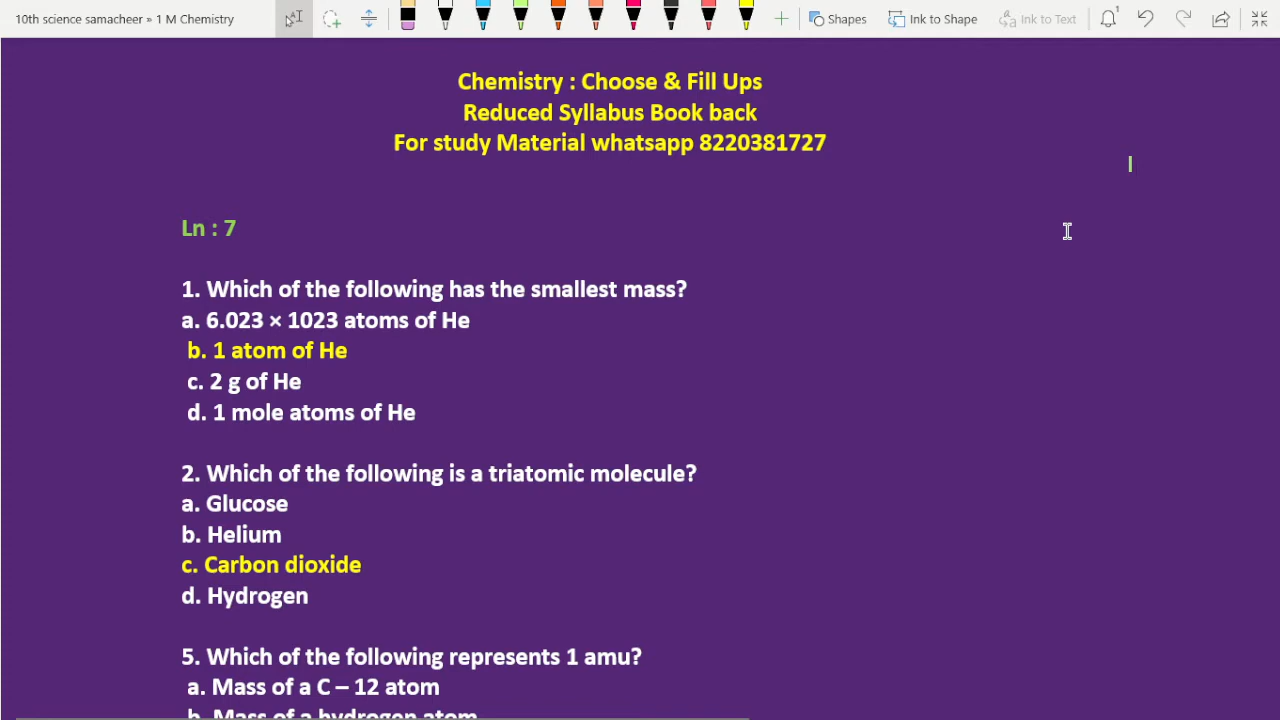 10th science samacheer » 1 M Chemistry
Shapes
Ink to Shape
Ink to Text
Chemistry : Choose & Fill Ups
Reduced Syllabus Book back
For study Material whatsapp 8220381727
Ln : 7
1. Which of the following has the smallest mass?
a. 6.023 × 1023 atoms of He
b. 1 atom of He
c. 2 g of He
d. 1 mole atoms of He
2. Which of the following is a triatomic molecule?
a. Glucose
b. Helium
c. Carbon dioxide
d. Hydrogen
5. Which of the following represents 1 amu?
a. Mass of a C – 12 atom
b. Mass of a hydrogen atom